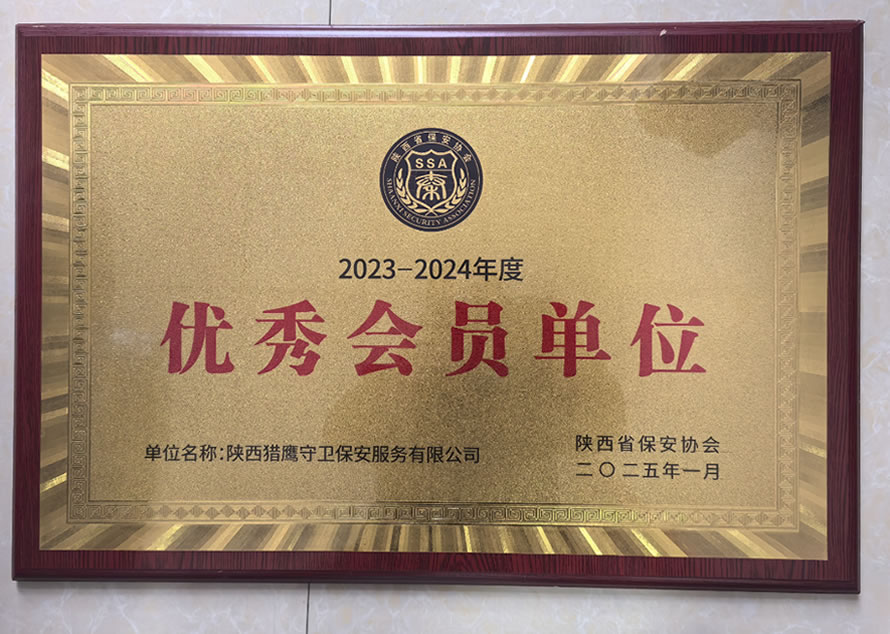 陕西省保安协会
SSA
秦
SHAANXI SECURITY ASSOCIATION
2023-2024年度
优秀会员单位
单位名称:陕西猎鹰守卫保安服务有限公司
陕西省保安协会
二〇二五年一月